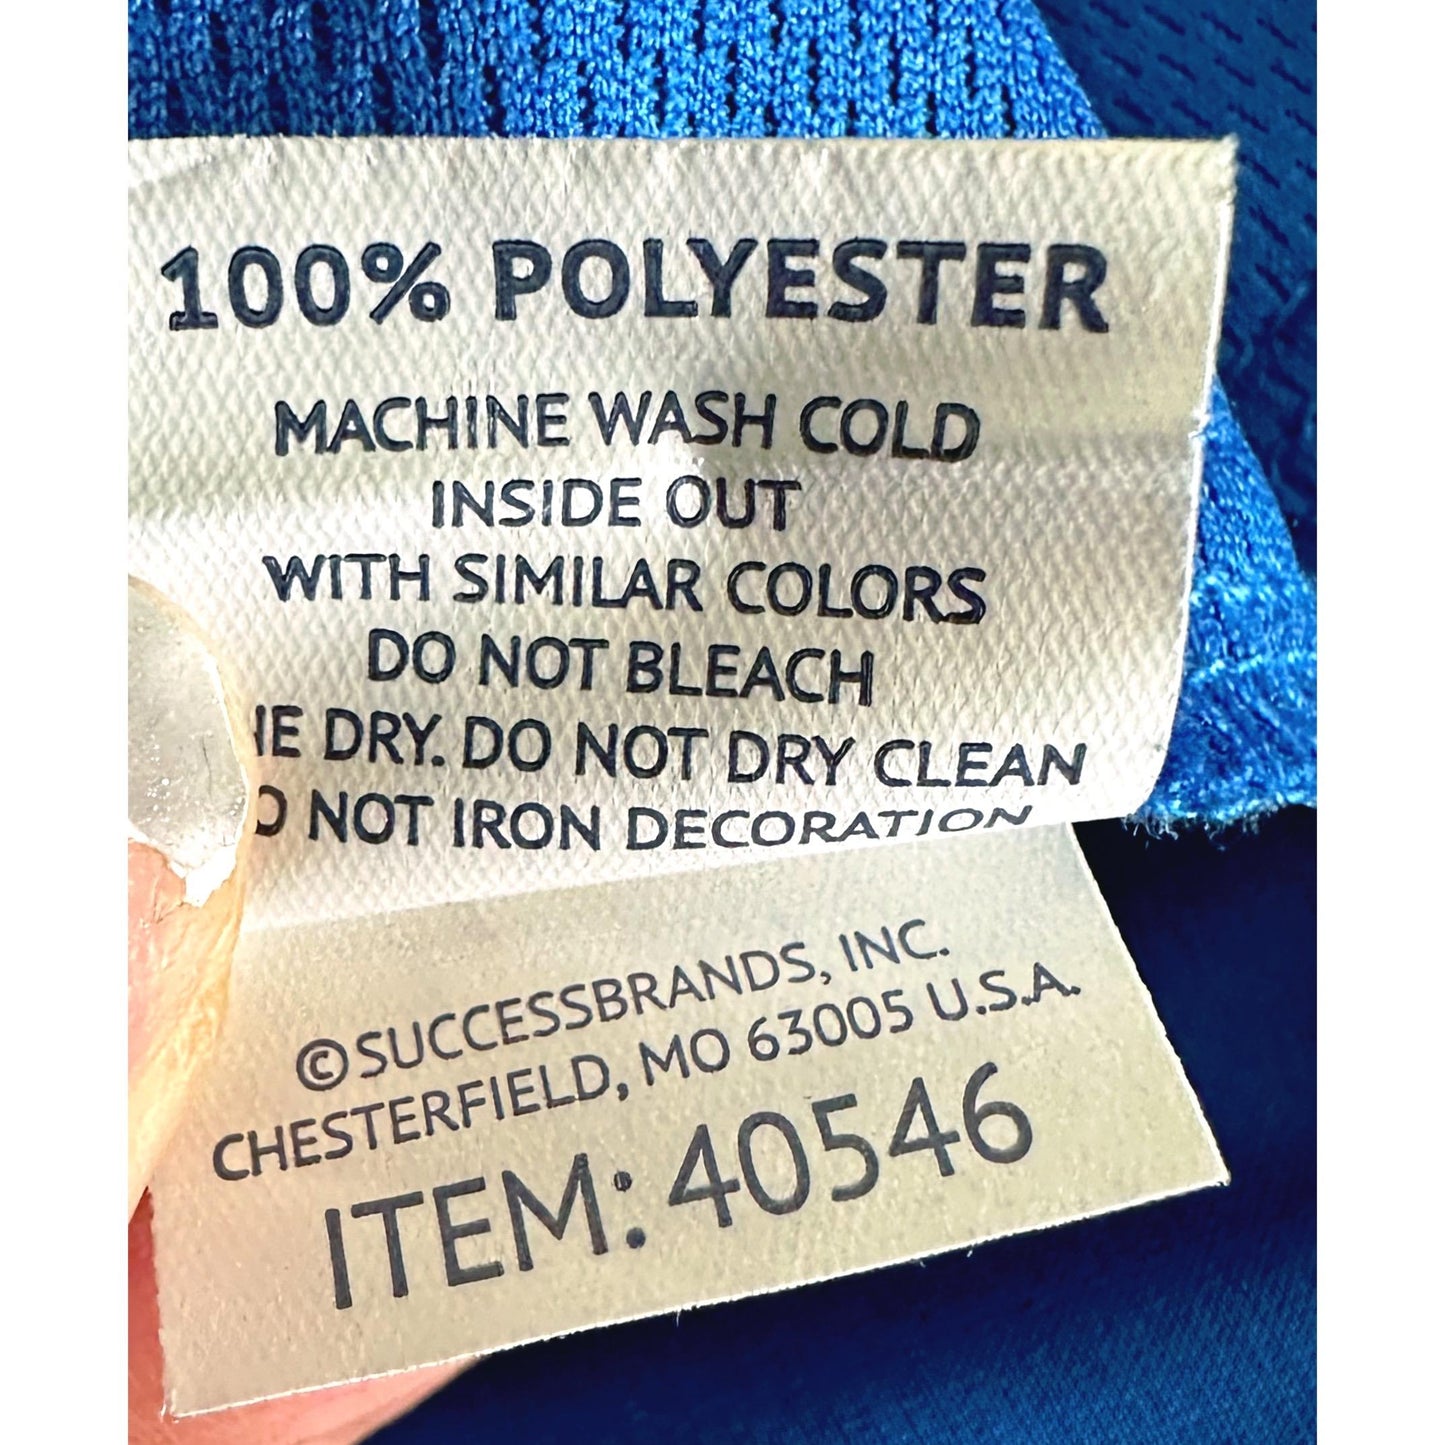 100% POLYESTER
MACHINE WASH COLD
INSIDE OUT
WITH SIMILAR COLORS
DO NOT BLEACH
DRY. DO NOT DRY CLEAN
NOT IRON DECORATION
©SUCCESSBRANDS, INC.
CHESTERFIELD, MO 63005 U.S.A.
ITEM: 40546